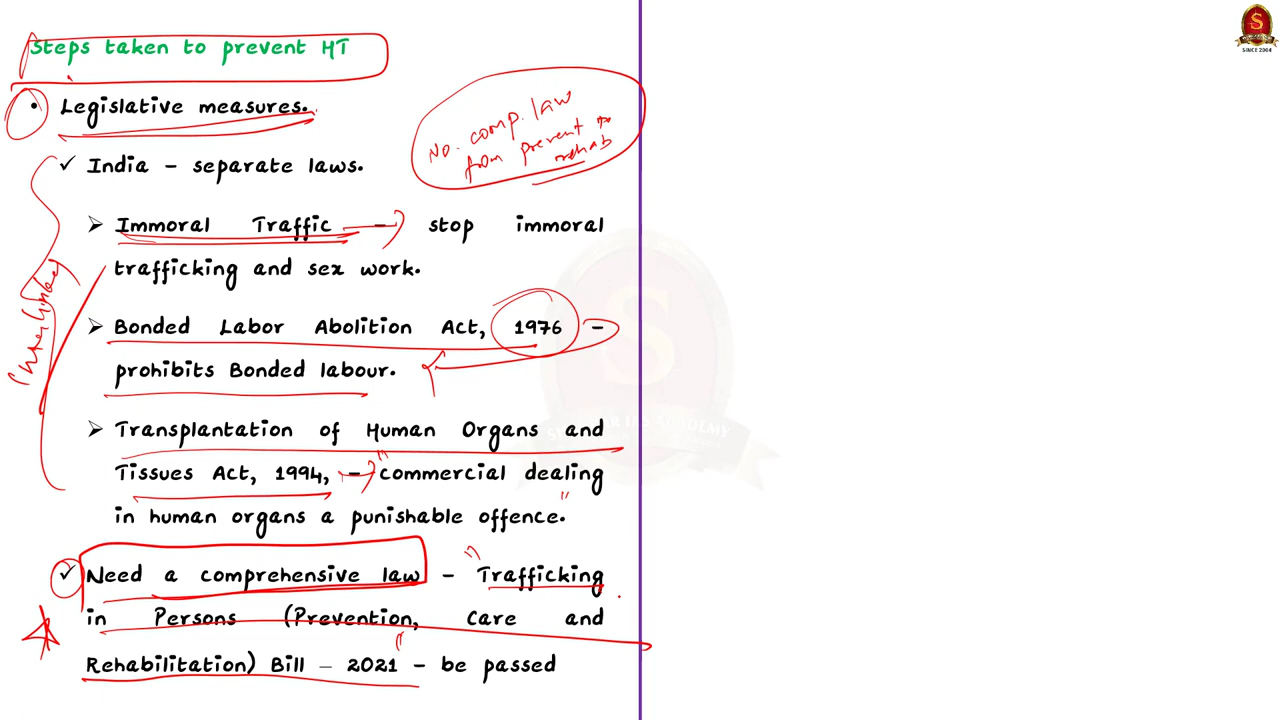 Steps taken to prevent HT
• Legislative measures.
No. comp. law
from prevent to
rehab
✓ India – separate laws.
➢ Immoral Traffic – stop immoral
trafficking and sex work.
➢ Bonded Labor Abolition Act, 1976 –
prohibits Bonded labour.
➢ Transplantation of Human Organs and
Tissues Act, 1994, – "commercial dealing
in human organs a punishable offence."
✓ Need a comprehensive law – "Trafficking
in Persons (Prevention, Care and
Rehabilitation) Bill – 2021" – be passed
S
SINCE 2004